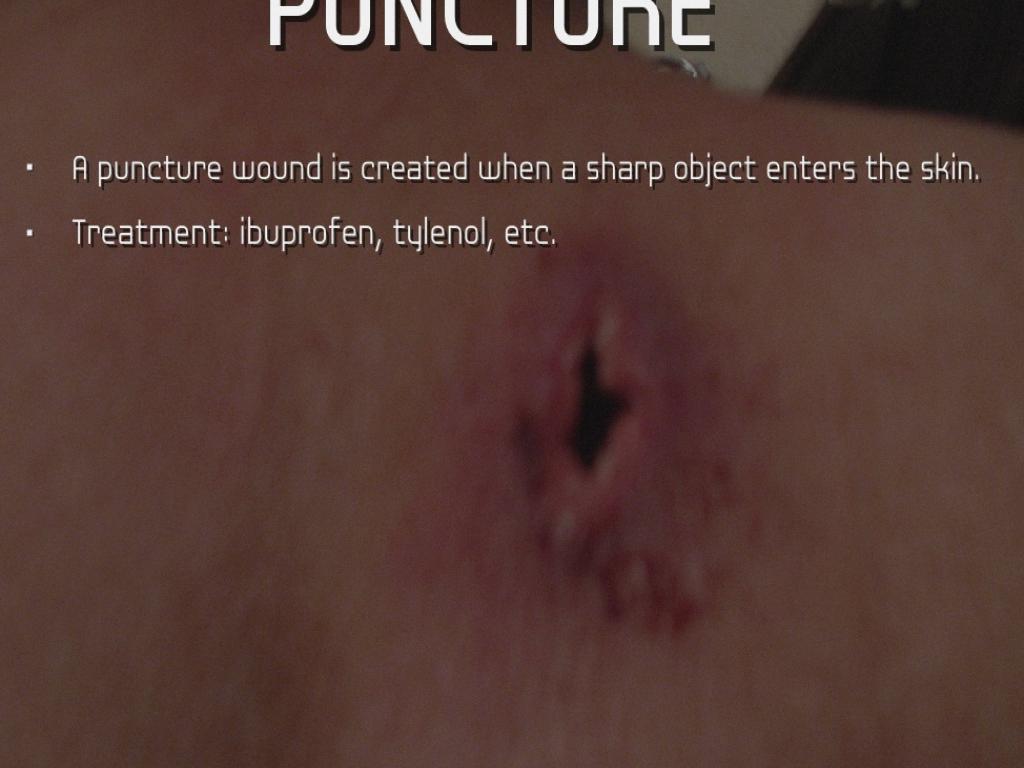 PUNCTURE
· A puncture wound is created when a sharp object enters the skin.
· Treatment: ibuprofen, tylenol, etc.